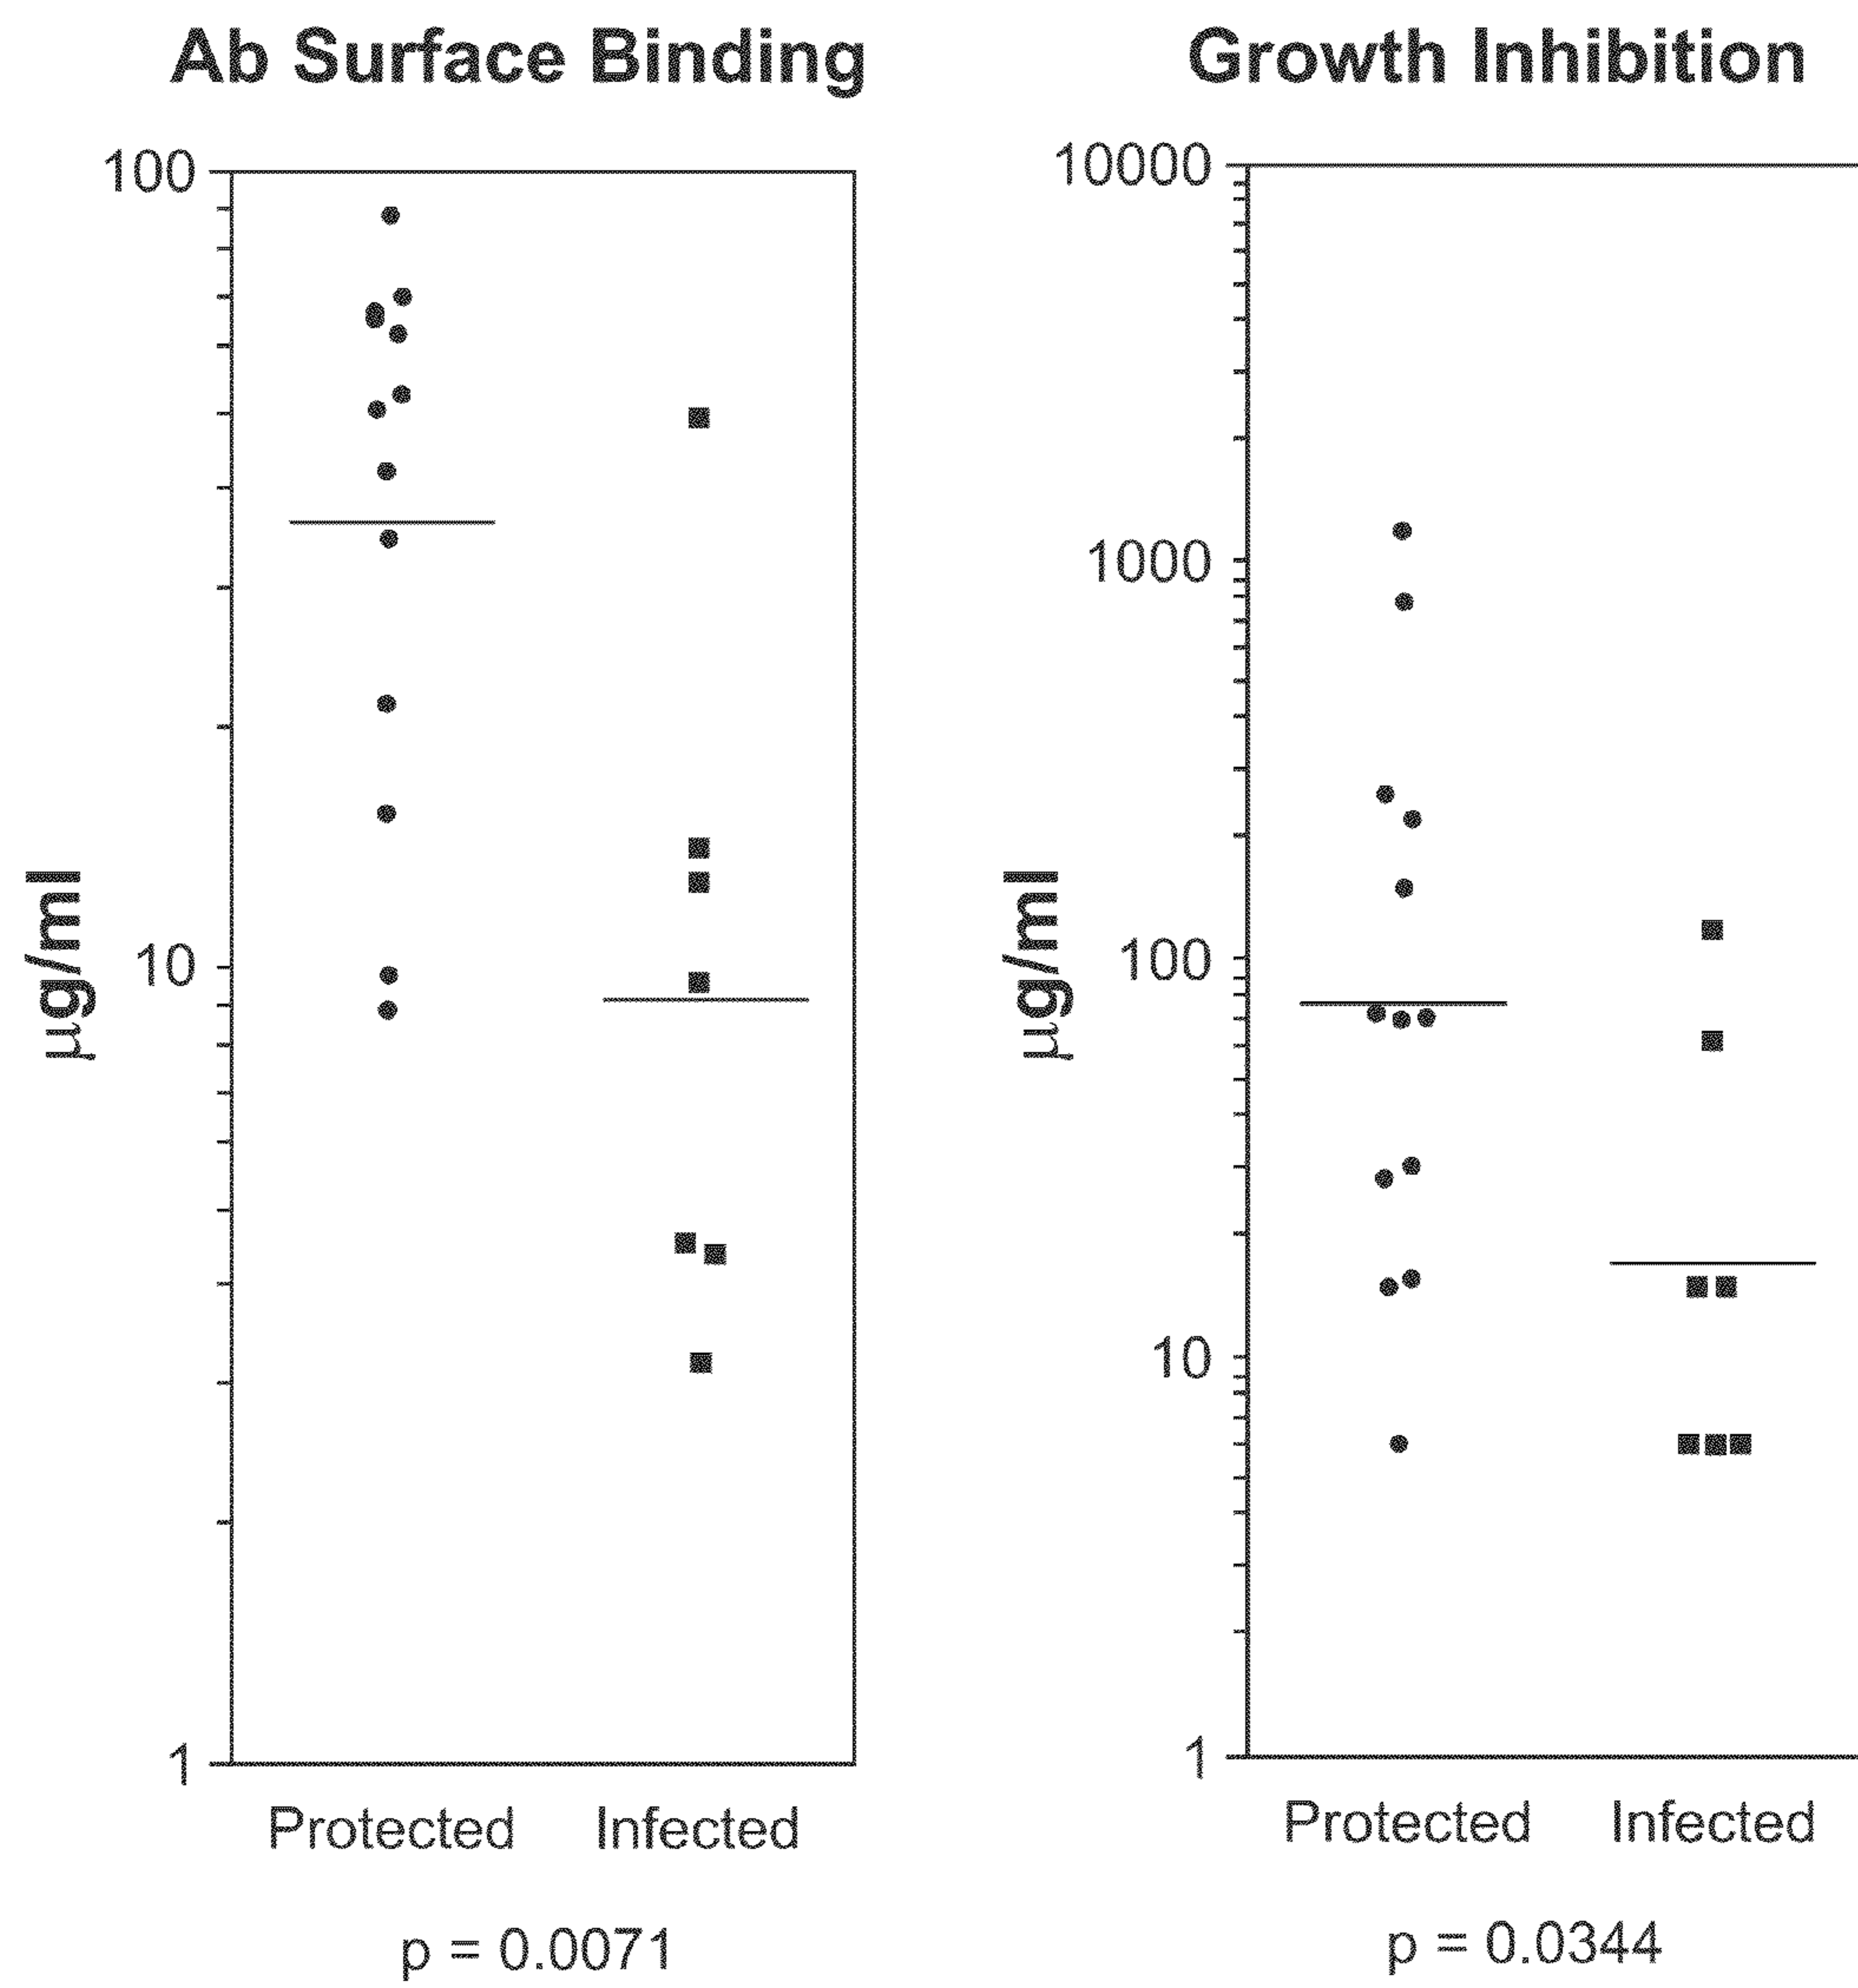 Ab Surface Binding
100
10
1
µg/ml
Protected Infected
p = 0.0071
Growth Inhibition
10000
1000
100
10
1
µg/ml
Protected Infected
p = 0.0344